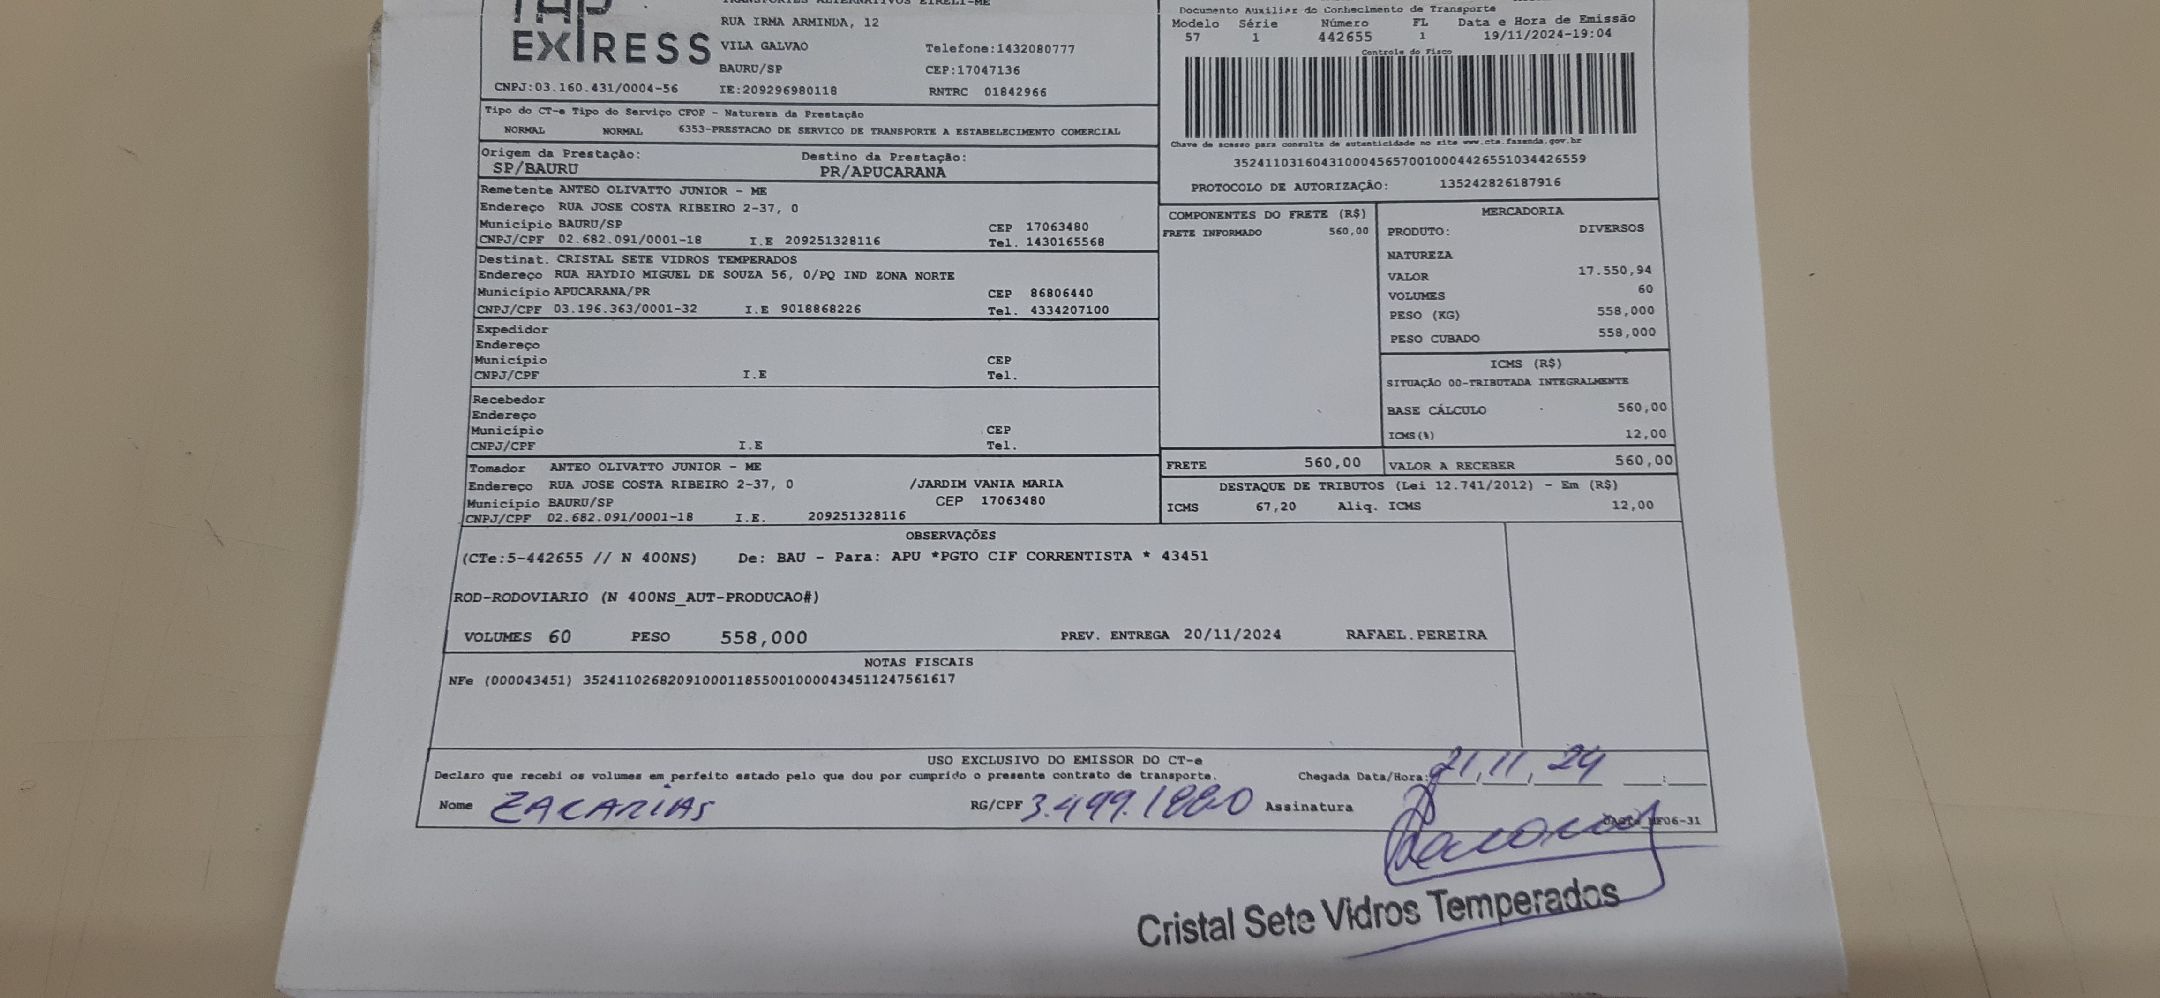 TAP
TRANSPORTES ALTERNATIVOS EIRELI-ME
EXPRESS
RUA IRMA ARMINDA, 12
VILA GALVAO Telefone:1432080777
BAURU/SP CEP:17047136
CNPJ:03.160.431/0004-56 IE:209296980118 RNTRC 01842966
Documento Auxiliar do Conhecimento de Transporte
Modelo Série Número FL Data e Hora de Emissão
57 1 442655 1 19/11/2024-19:04
Controle do Fisco
Chave de acesso para consulta de autenticidade no site www.cte.fazenda.gov.br
35241103160431000456570010004426551034426559
PROTOCOLO DE AUTORIZAÇÃO: 135242826187916
Tipo do CT-e Tipo do Serviço CFOP - Natureza da Prestação
NORMAL NORMAL 6353-PRESTACAO DE SERVICO DE TRANSPORTE A ESTABELECIMENTO COMERCIAL
Origem da Prestação: Destino da Prestação:
SP/BAURU PR/APUCARANA
Remetente ANTEO OLIVATTO JUNIOR - ME
Endereço RUA JOSE COSTA RIBEIRO 2-37, 0
Município BAURU/SP CEP 17063480
CNPJ/CPF 02.682.091/0001-18 I.E 209251328116 Tel. 1430165568
Destinat. CRISTAL SETE VIDROS TEMPERADOS
Endereço RUA HAYDIO MIGUEL DE SOUZA 56, 0/PQ IND ZONA NORTE
Município APUCARANA/PR CEP 86806440
CNPJ/CPF 03.196.363/0001-32 I.E 9018868226 Tel. 4334207100
Expedidor
Endereço
Município CEP
CNPJ/CPF I.E Tel.
Recebedor
Endereço
Município CEP
CNPJ/CPF I.E Tel.
Tomador ANTEO OLIVATTO JUNIOR - ME
Endereço RUA JOSE COSTA RIBEIRO 2-37, 0 /JARDIM VANIA MARIA
Município BAURU/SP CEP 17063480
CNPJ/CPF 02.682.091/0001-18 I.E. 209251328116
COMPONENTES DO FRETE (R$)
FRETE INFORMADO 560,00
MERCADORIA
PRODUTO: DIVERSOS
NATUREZA
VALOR 17.550,94
VOLUMES 60
PESO (KG) 558,000
PESO CUBADO 558,000
ICMS (R$)
SITUAÇÃO 00-TRIBUTADA INTEGRALMENTE
BASE CÁLCULO 560,00
ICMS(%) 12,00
FRETE 560,00 VALOR A RECEBER 560,00
DESTAQUE DE TRIBUTOS (Lei 12.741/2012) - Em (R$)
ICMS 67,20 Aliq. ICMS 12,00
OBSERVAÇÕES
(CTe:5-442655 // N 400NS) De: BAU - Para: APU *PGTO CIF CORRENTISTA * 43451
ROD-RODOVIARIO (N 400NS_AUT-PRODUCAO#)
VOLUMES 60 PESO 558,000 PREV. ENTREGA 20/11/2024 RAFAEL.PEREIRA
NOTAS FISCAIS
NFe (000043451) 35241102682091000118550010000434511247561617
USO EXCLUSIVO DO EMISSOR DO CT-e
Declaro que recebi os volumes em perfeito estado pelo que dou por cumprido o presente contrato de transporte. Chegada Data/Hora: 21, 11, 24
Nome ZACARIAS RG/CPF 3.499.1880 Assinatura
Cristal Sete Vidros Temperados